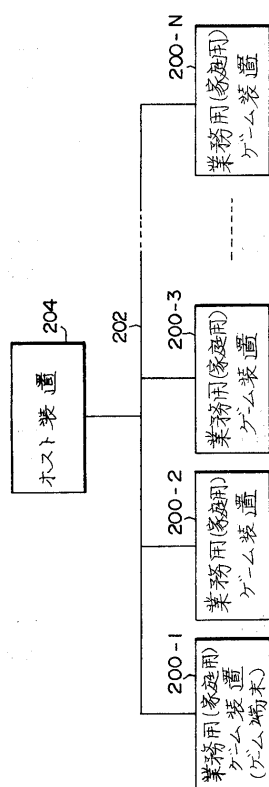 ホスト装置
204
202
200-1
業務用(家庭用)
ゲーム装置
(ゲーム端末)
200-2
業務用(家庭用)
ゲーム装置
200-3
業務用(家庭用)
ゲーム装置
200-N
業務用(家庭用)
ゲーム装置